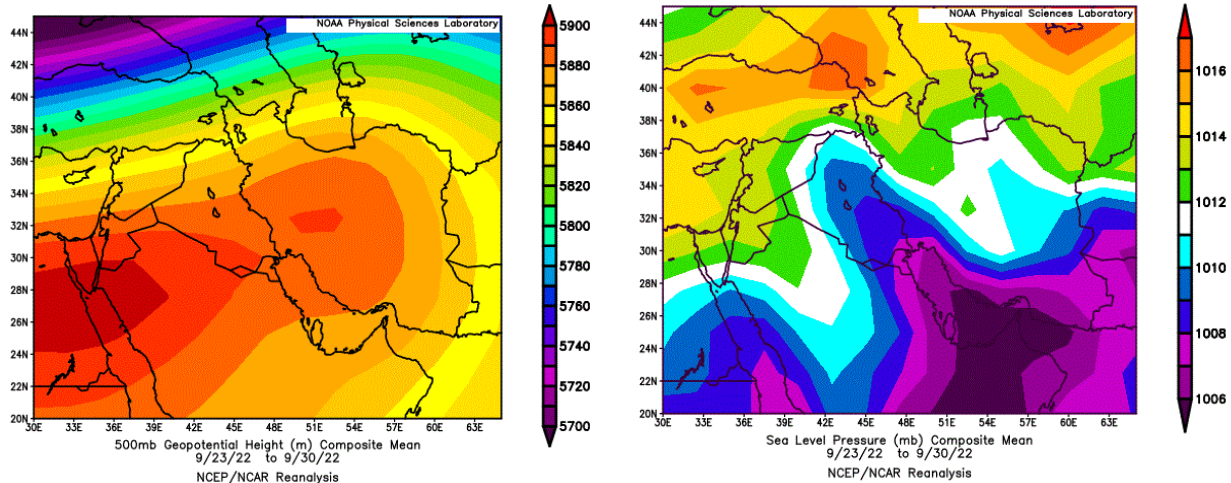 NOAA Physical Sciences Laboratory
44N
42N
40N
38N
36N
34N
32N
30N
28N
26N
24N
22N
20N
30E 33E 36E 39E 42E 45E 48E 51E 54E 57E 60E 63E
5900
5880
5860
5840
5820
5800
5780
5760
5740
5720
5700
500mb Geopotential Height (m) Composite Mean
9/23/22 to 9/30/22
NCEP/NCAR Reanalysis
NOAA Physical Sciences Laboratory
44N
42N
40N
38N
36N
34N
32N
30N
28N
26N
24N
22N
20N
30E 33E 36E 39E 42E 45E 48E 51E 54E 57E 60E 63E
1016
1014
1012
1010
1008
1006
Sea Level Pressure (mb) Composite Mean
9/23/22 to 9/30/22
NCEP/NCAR Reanalysis